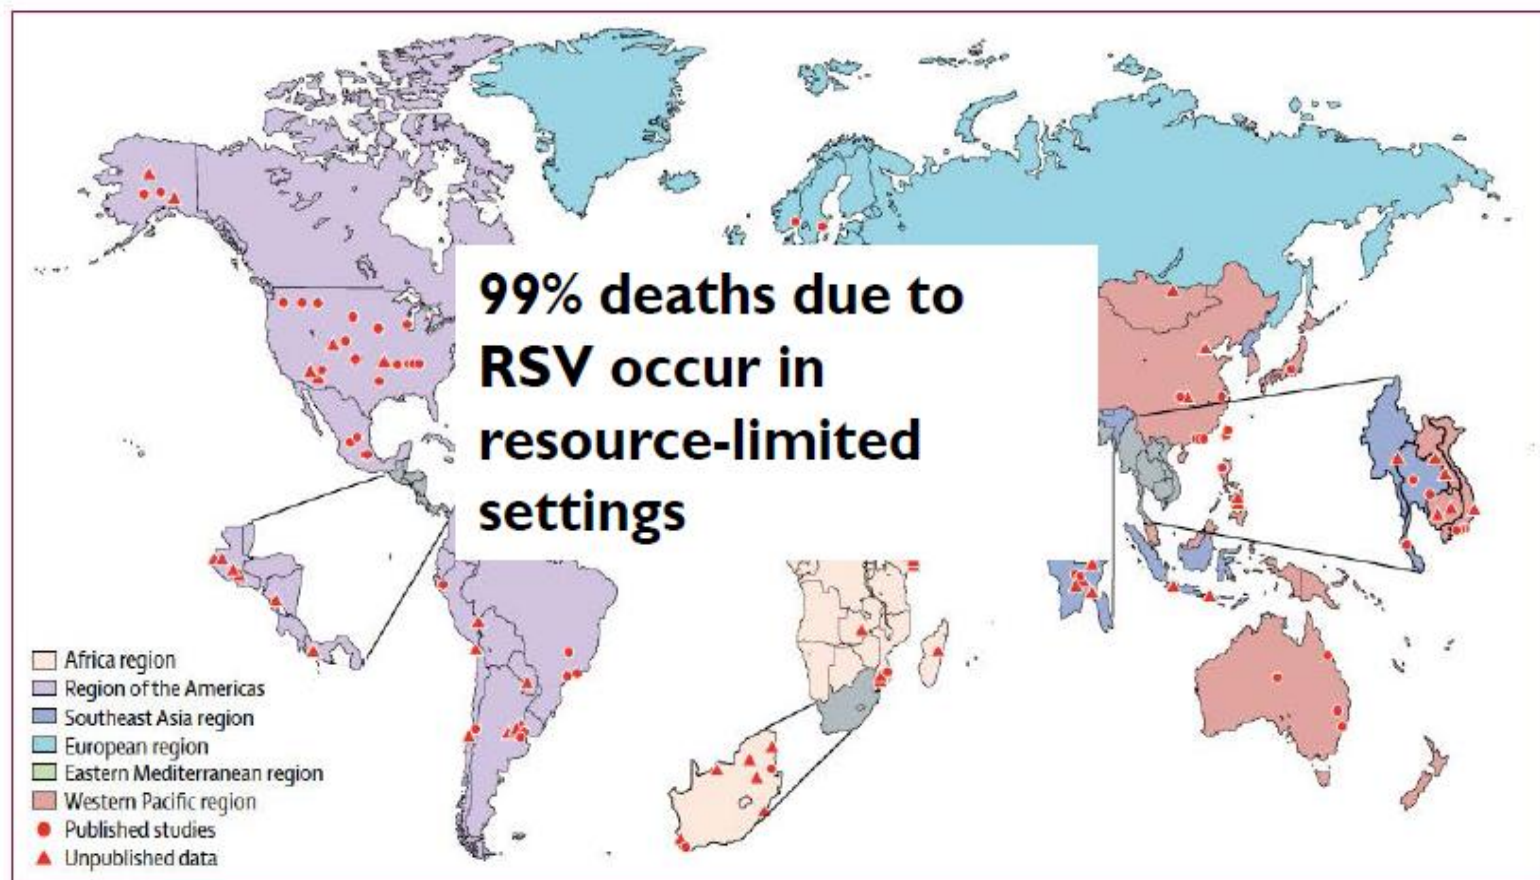 99% deaths due to
RSV occur in
resource-limited
settings
Africa region
Region of the Americas
Southeast Asia region
European region
Eastern Mediterranean region
Western Pacific region
Published studies
Unpublished data